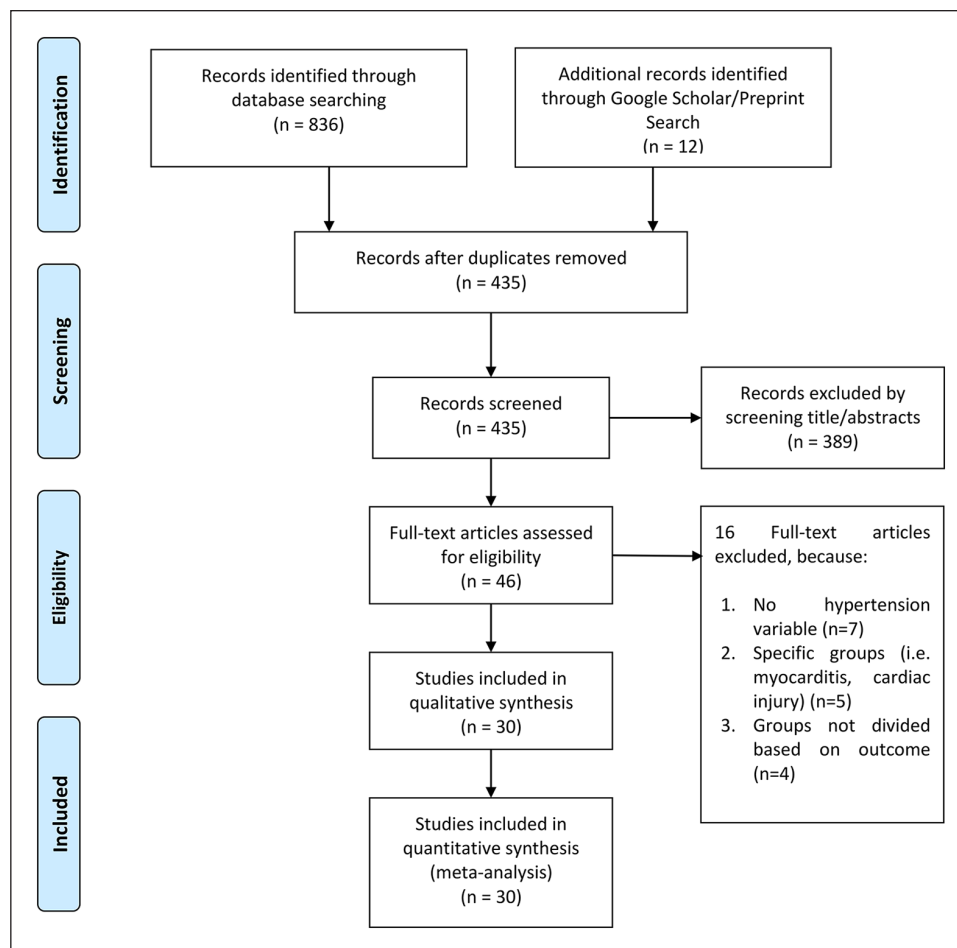 Identification
Records identified through
database searching
(n = 836)
Additional records identified
through Google Scholar/Preprint
Search
(n = 12)
Records after duplicates removed
(n = 435)
Screening
Records screened
(n = 435)
Records excluded by
screening title/abstracts
(n = 389)
Eligibility
Full-text articles assessed
for eligibility
(n = 46)
16 Full-text articles
excluded, because:
1. No hypertension
variable (n=7)
2. Specific groups (i.e.
myocarditis, cardiac
injury) (n=5)
3. Groups not divided
based on outcome
(n=4)
Studies included in
qualitative synthesis
(n = 30)
Included
Studies included in
quantitative synthesis
(meta-analysis)
(n = 30)